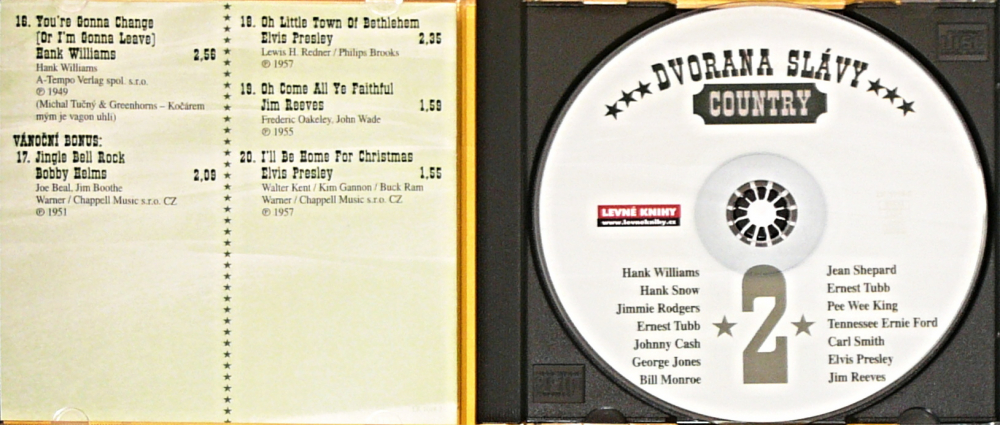 16. You're Gonna Change
(Or I'm Gonna Leave)
Hank Williams 2,56
Hank Williams
A-Tempo Verlag spol. s.r.o.
℗ 1949
(Michal Tučný & Greenhorns – Kočárem
mým je vagon uhlí)
VÁNOČNÍ BONUS:
17. Jingle Bell Rock
Bobby Helms 2,09
Joe Beal, Jim Boothe
Warner / Chappell Music s.r.o. CZ
℗ 1951
18. Oh Little Town Of Bethlehem
Elvis Presley 2,35
Lewis H. Redner / Philips Brooks
℗ 1957
19. Oh Come All Ye Faithful
Jim Reeves 1,59
Frederic Oakeley, John Wade
℗ 1955
20. I'll Be Home For Christmas
Elvis Presley 1,55
Walter Kent / Kim Gannon / Buck Ram
Warner / Chappell Music s.r.o. CZ
℗ 1957
DVORANA SLÁVY
COUNTRY
LEVNÉ KNIHY
www.levneknihy.cz
Hank Williams
Hank Snow
Jimmie Rodgers
Ernest Tubb
Johnny Cash
George Jones
Bill Monroe
2
Jean Shepard
Ernest Tubb
Pee Wee King
Tennessee Ernie Ford
Carl Smith
Elvis Presley
Jim Reeves